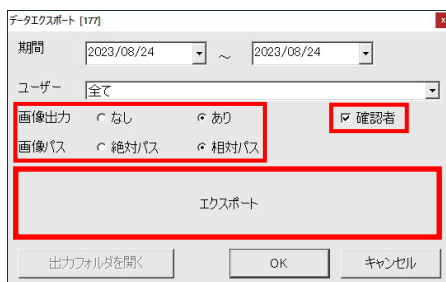 データエクスポート [177]
期間 2023/08/24 ～ 2023/08/24
ユーザー 全て
画像出力 なし あり 確認者
画像パス 絶対パス 相対パス
エクスポート
出力フォルダを開く OK キャンセル